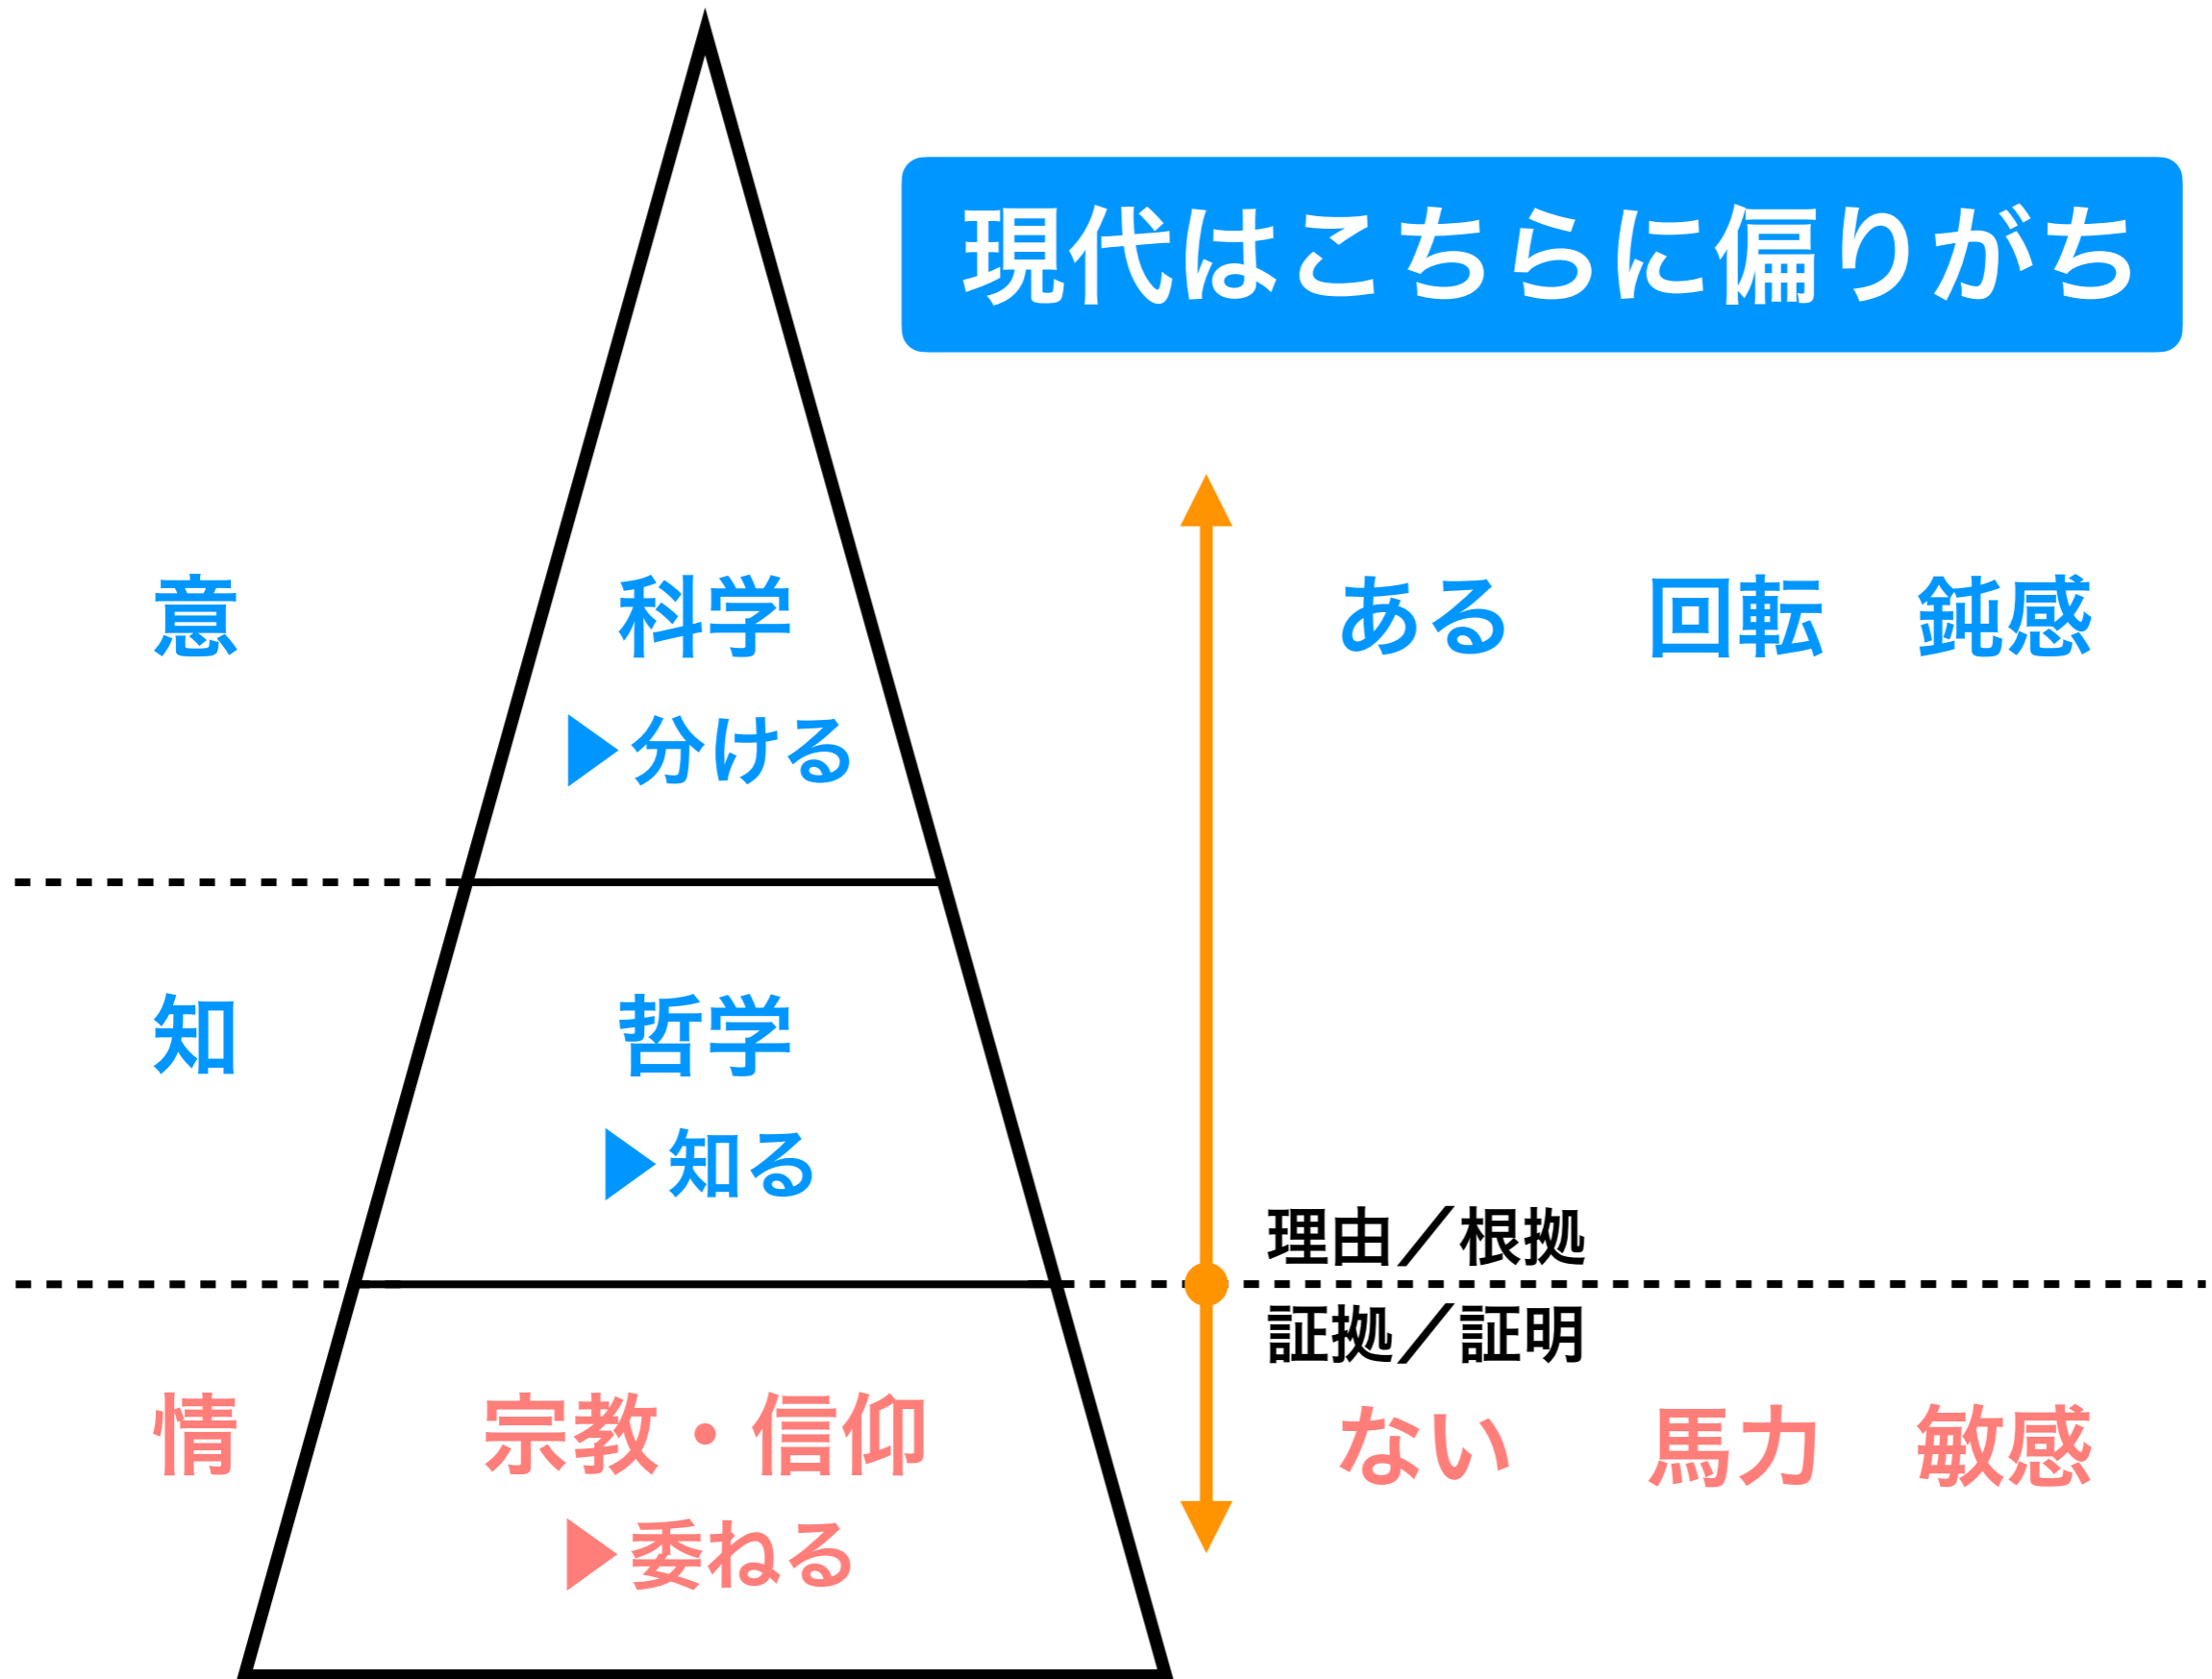 現代はこちらに偏りがち
意
科学
ある
回転
鈍感
▶分ける
知
哲学
▶知る
理由／根拠
証拠／証明
情
宗教・信仰
ない
馬力
敏感
▶委ねる